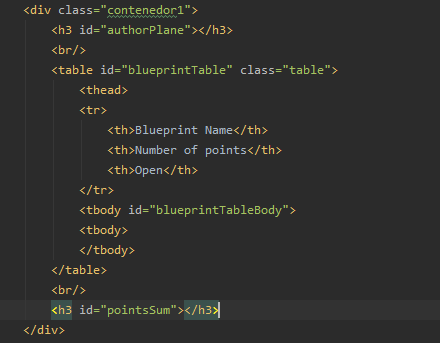 <div class="contenedor1">
<h3 id="authorPlane"></h3>
<br/>
<table id="blueprintTable" class="table">
<thead>
<tr>
<th>Blueprint Name</th>
<th>Number of points</th>
<th>Open</th>
</tr>
<tbody id="blueprintTableBody">
<tbody>
</tbody>
</table>
<br/>
<h3 id="pointsSum"></h3>
</div>